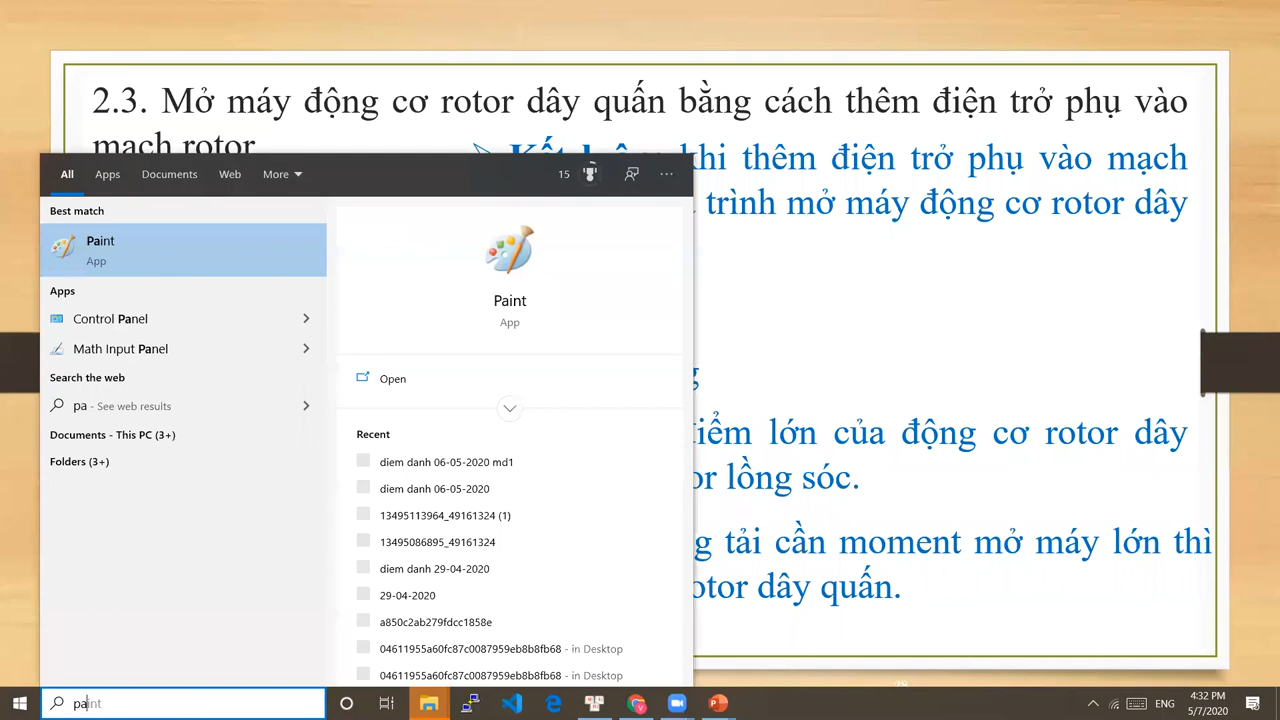 2.3. Mở máy động cơ rotor dây quấn bằng cách thêm điện trở phụ vào
mạch rotor
khi thêm điện trở phụ vào mạch
trình mở máy động cơ rotor dây
điểm lớn của động cơ rotor dây
lồng sóc.
tải cần moment mở máy lớn thì
dây quấn.
All Apps Documents Web More 15
Best match
Paint
App
Apps
Control Panel
Math Input Panel
Search the web
pa - See web results
Documents - This PC (3+)
Folders (3+)
Paint
App
Open
Recent
diem danh 06-05-2020 md1
diem danh 06-05-2020
13495113964_49161324 (1)
13495086895_49161324
diem danh 29-04-2020
29-04-2020
a850c2ab279fdcc1858e
04611955a60fc87c0087959eb8b8fb68 - in Desktop
04611955a60fc87c0087959eb8b8fb68 - in Desktop
paint
ENG
4:32 PM
5/7/2020